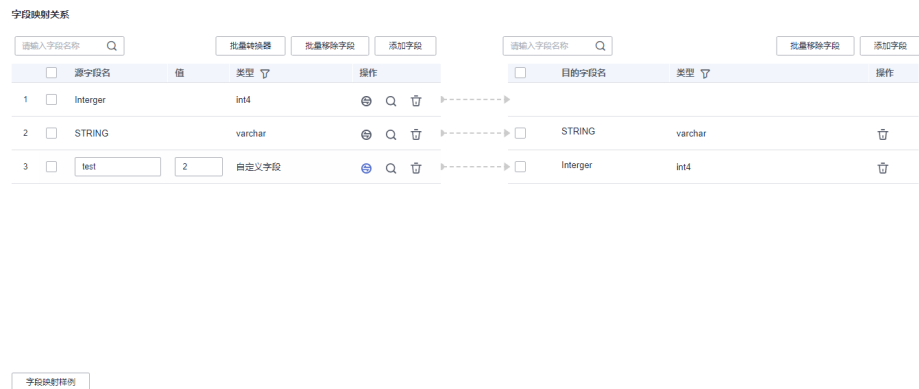 字段映射关系
请输入字段名称 批量转换器 批量移除字段 添加字段 请输入字段名称 批量移除字段 添加字段
源字段名 值 类型 操作 目的字段名 类型 操作
1 Interger int4
2 STRING varchar STRING varchar
3 test 2 自定义字段 Interger int4
字段映射样例